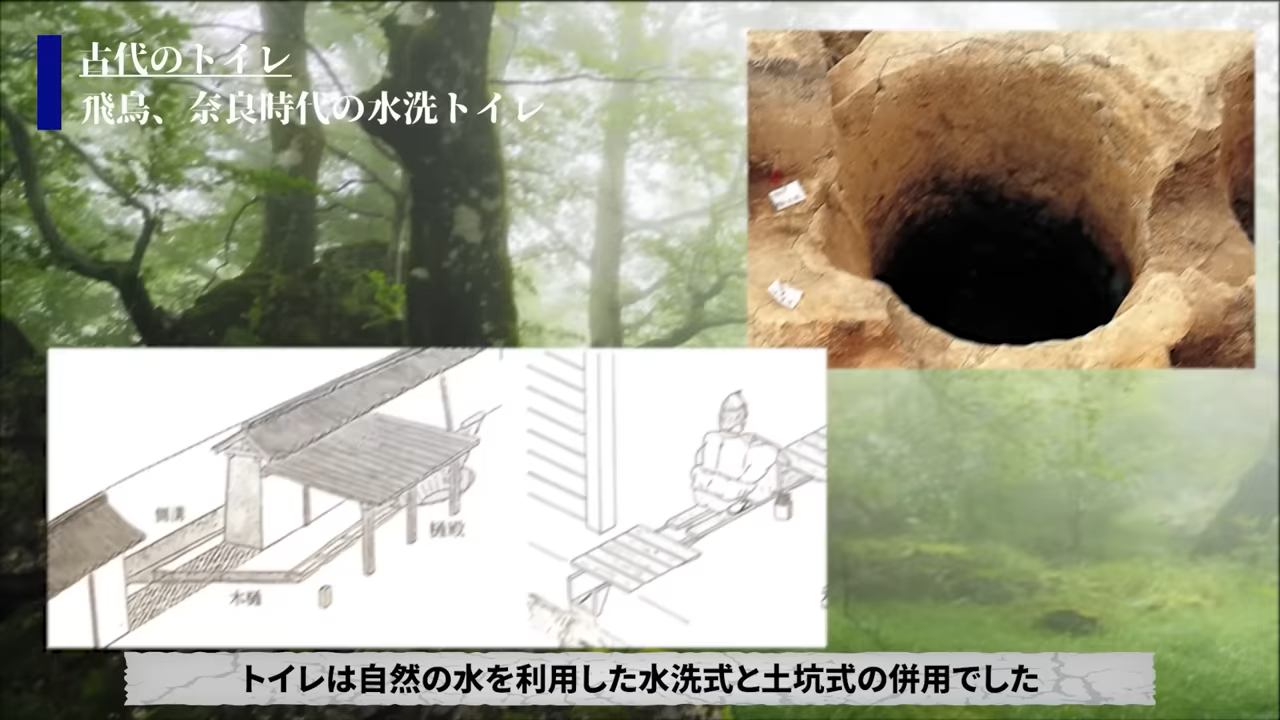 古代のトイレ
飛鳥、奈良時代の水洗トイレ
側溝
樋殿
木樋
トイレは自然の水を利用した水洗式と土坑式の併用でした